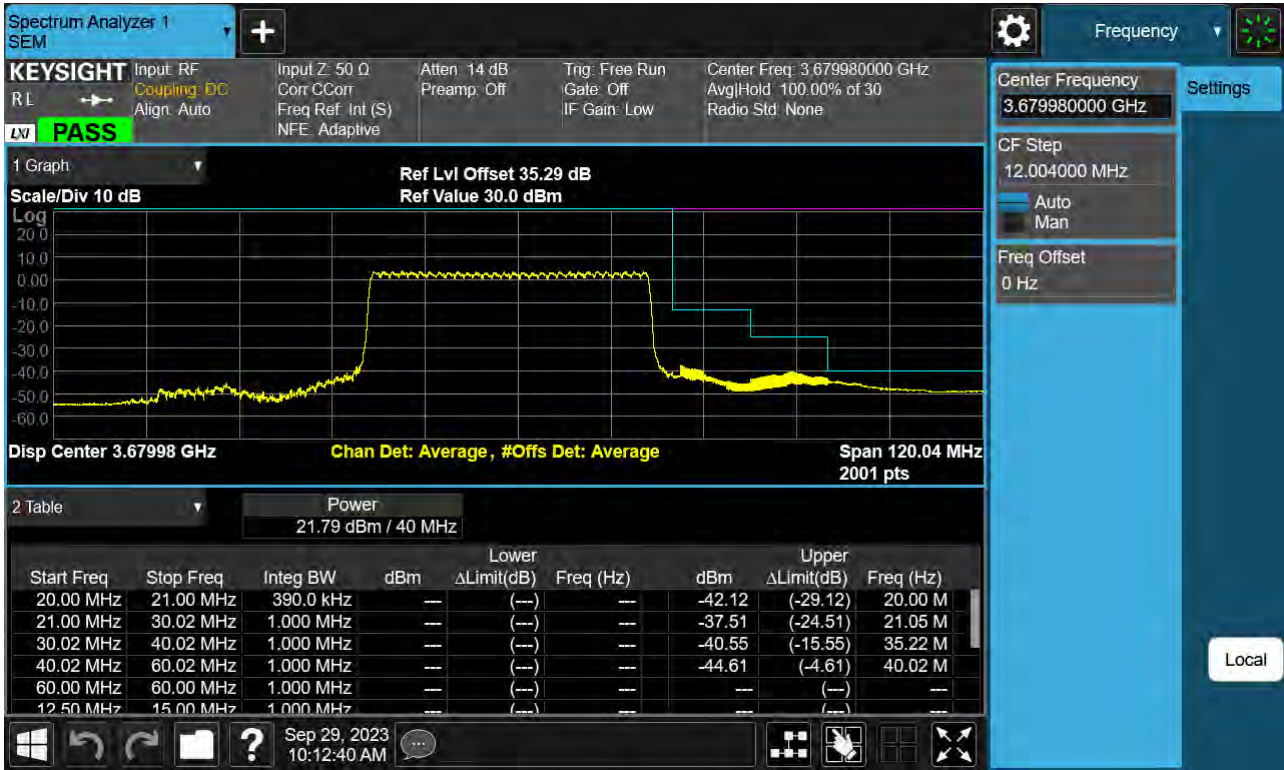 Spectrum Analyzer 1
SEM
Frequency
KEYSIGHT
RL
LXI PASS
Input: RF
Coupling: DC
Align: Auto
Input Z: 50 Ω
Corr CCorr
Freq Ref: Int (S)
NFE: Adaptive
Atten: 14 dB
Preamp: Off
Trig: Free Run
Gate: Off
IF Gain: Low
Center Freq: 3.679980000 GHz
Avg|Hold: 100.00% of 30
Radio Std: None
Center Frequency
3.679980000 GHz
Settings
CF Step
12.004000 MHz
Auto
Man
Freq Offset
0 Hz
1 Graph
Scale/Div 10 dB
Ref Lvl Offset 35.29 dB
Ref Value 30.0 dBm
Log
20.0
10.0
0.00
-10.0
-20.0
-30.0
-40.0
-50.0
-60.0
Disp Center 3.67998 GHz
Chan Det: Average, #Offs Det: Average
Span 120.04 MHz
2001 pts
2 Table
Power
21.79 dBm / 40 MHz
Lower Upper
Start Freq Stop Freq Integ BW dBm ΔLimit(dB) Freq (Hz) dBm ΔLimit(dB) Freq (Hz)
20.00 MHz 21.00 MHz 390.0 kHz --- (---) --- -42.12 (-29.12) 20.00 M
21.00 MHz 30.02 MHz 1.000 MHz --- (---) --- -37.51 (-24.51) 21.05 M
30.02 MHz 40.02 MHz 1.000 MHz --- (---) --- -40.55 (-15.55) 35.22 M
40.02 MHz 60.02 MHz 1.000 MHz --- (---) --- -44.61 (-4.61) 40.02 M
60.00 MHz 60.00 MHz 1.000 MHz --- (---) --- --- (---) ---
12.50 MHz 15.00 MHz 1.000 MHz --- (---) --- --- (---) ---
Local
?
Sep 29, 2023
10:12:40 AM